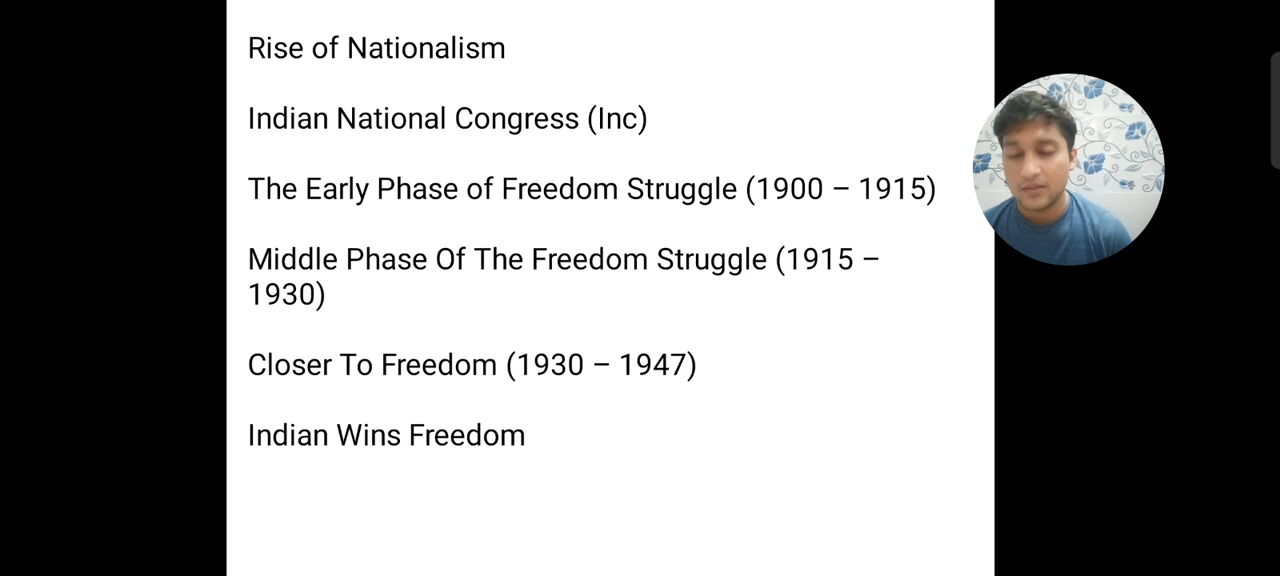 Rise of Nationalism
Indian National Congress (Inc)
The Early Phase of Freedom Struggle (1900 – 1915)
Middle Phase Of The Freedom Struggle (1915 –
1930)
Closer To Freedom (1930 – 1947)
Indian Wins Freedom